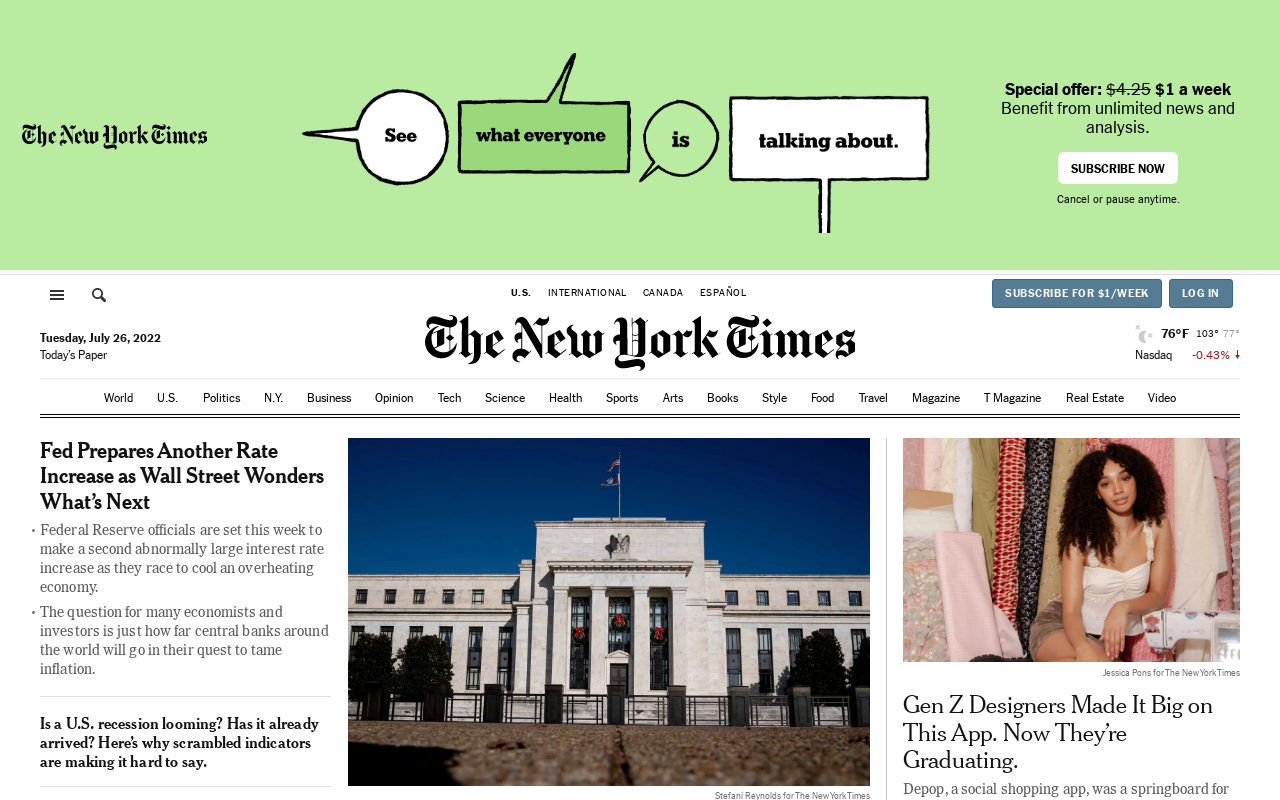 The New York Times
See
what everyone
is
talking about.
Special offer: $4.25 $1 a week
Benefit from unlimited news and
analysis.
SUBSCRIBE NOW
Cancel or pause anytime.
U.S. INTERNATIONAL CANADA ESPAÑOL
SUBSCRIBE FOR $1/WEEK LOG IN
Tuesday, July 26, 2022
Today's Paper
The New York Times
76°F 103° 77°
Nasdaq -0.43% ↓
World U.S. Politics N.Y. Business Opinion Tech Science Health Sports Arts Books Style Food Travel Magazine T Magazine Real Estate Video
Fed Prepares Another Rate
Increase as Wall Street Wonders
What's Next
• Federal Reserve officials are set this week to
make a second abnormally large interest rate
increase as they race to cool an overheating
economy.
• The question for many economists and
investors is just how far central banks around
the world will go in their quest to tame
inflation.
Is a U.S. recession looming? Has it already
arrived? Here's why scrambled indicators
are making it hard to say.
Stefani Reynolds for The New York Times
Jessica Pons for The New York Times
Gen Z Designers Made It Big on
This App. Now They're
Graduating.
Depop, a social shopping app, was a springboard for